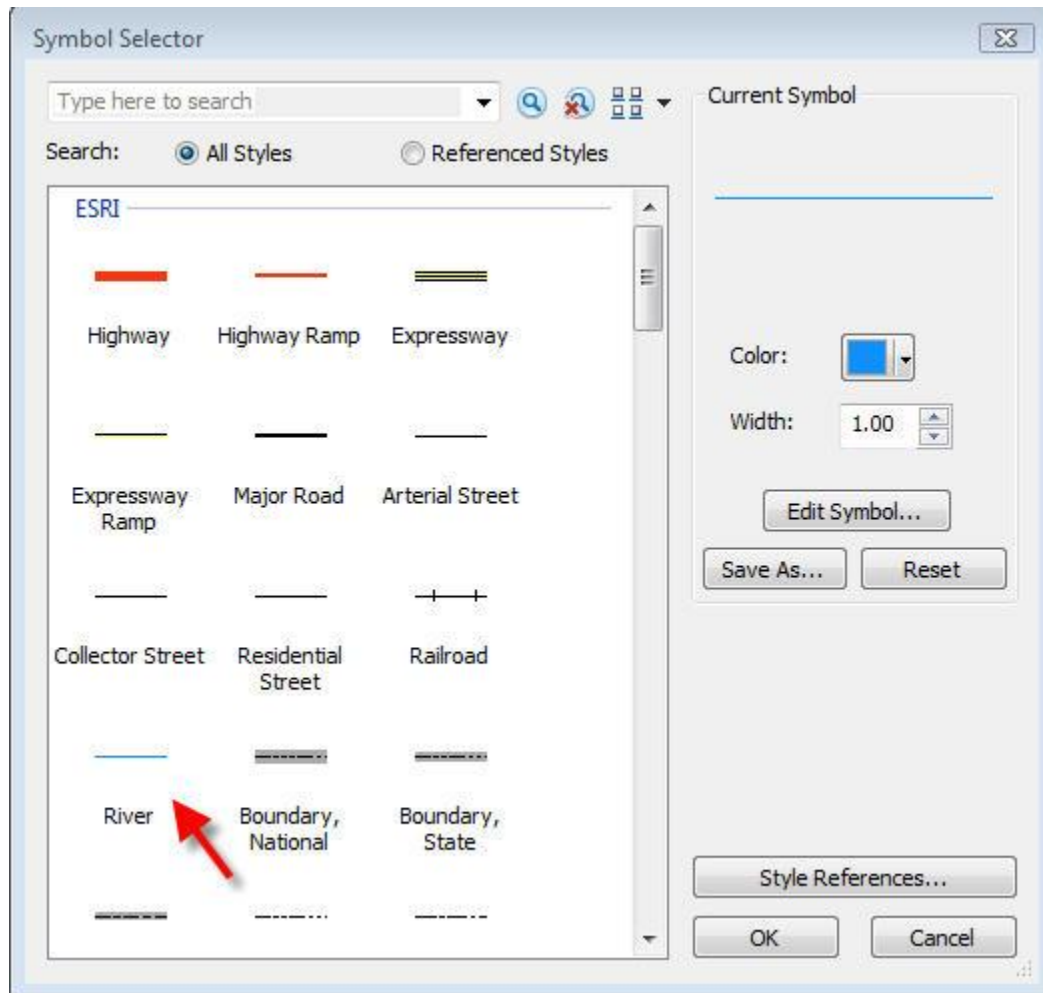 Symbol Selector
Type here to search
Search:
All Styles
Referenced Styles
ESRI
Highway
Highway Ramp
Expressway
Expressway
Ramp
Major Road
Arterial Street
Collector Street
Residential
Street
Railroad
River
Boundary,
National
Boundary,
State
Current Symbol
Color:
Width:
1.00
Edit Symbol...
Save As...
Reset
Style References...
OK
Cancel